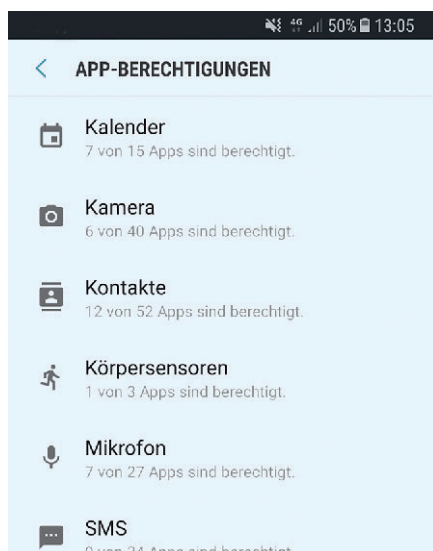 4G 50% 13:05
APP-BERECHTIGUNGEN
Kalender
7 von 15 Apps sind berechtigt.
Kamera
6 von 40 Apps sind berechtigt.
Kontakte
12 von 52 Apps sind berechtigt.
Körpersensoren
1 von 3 Apps sind berechtigt.
Mikrofon
7 von 27 Apps sind berechtigt.
SMS